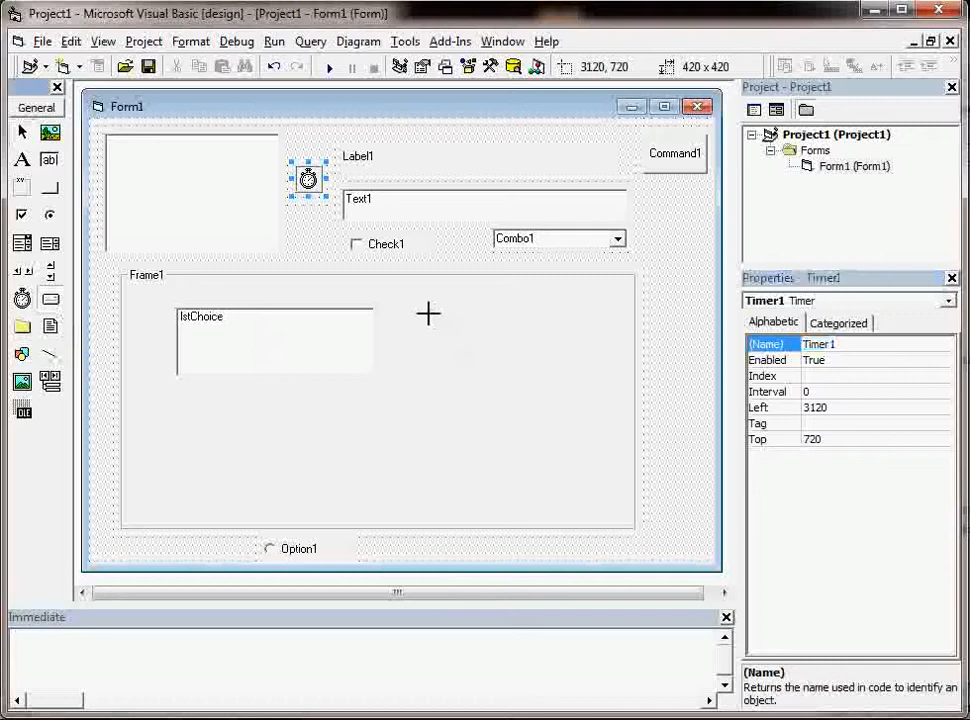 Project1 - Microsoft Visual Basic [design] - [Project1 - Form1 (Form)]
File Edit View Project Format Debug Run Query Diagram Tools Add-Ins Window Help
3120, 720 420 x 420
General
Form1
Label1
Command1
Text1
Check1
Combo1
Frame1
lstChoice
Option1
Immediate
Project - Project1
Project1 (Project1)
Forms
Form1 (Form1)
Properties - Timer1
Timer1 Timer
Alphabetic Categorized
(Name) Timer1
Enabled True
Index
Interval 0
Left 3120
Tag
Top 720
(Name)
Returns the name used in code to identify an
object.
A
ab
xv
OLE